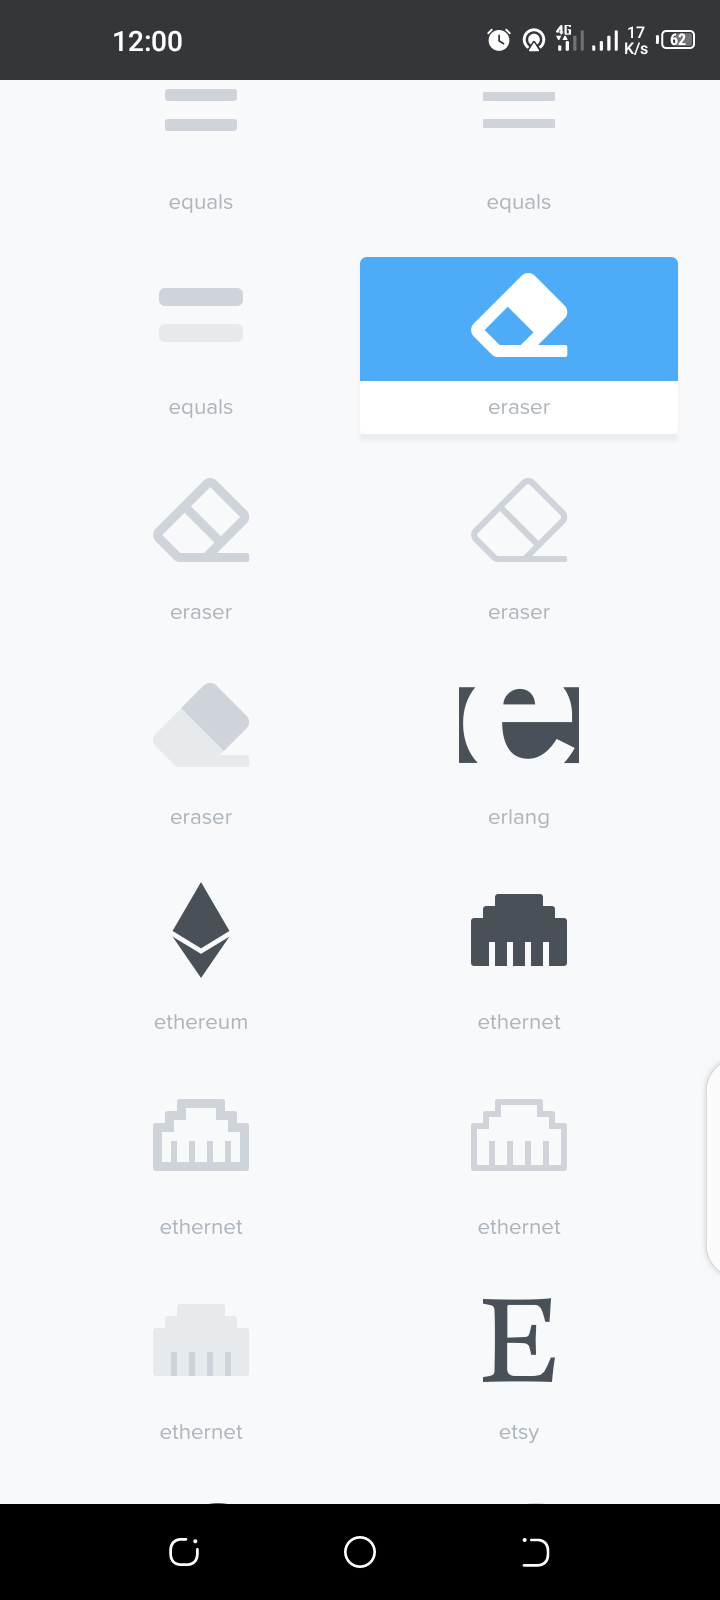 12:00
4G
17
K/s
62
equals
equals
equals
eraser
eraser
eraser
eraser
erlang
ethereum
ethernet
ethernet
ethernet
ethernet
E
etsy